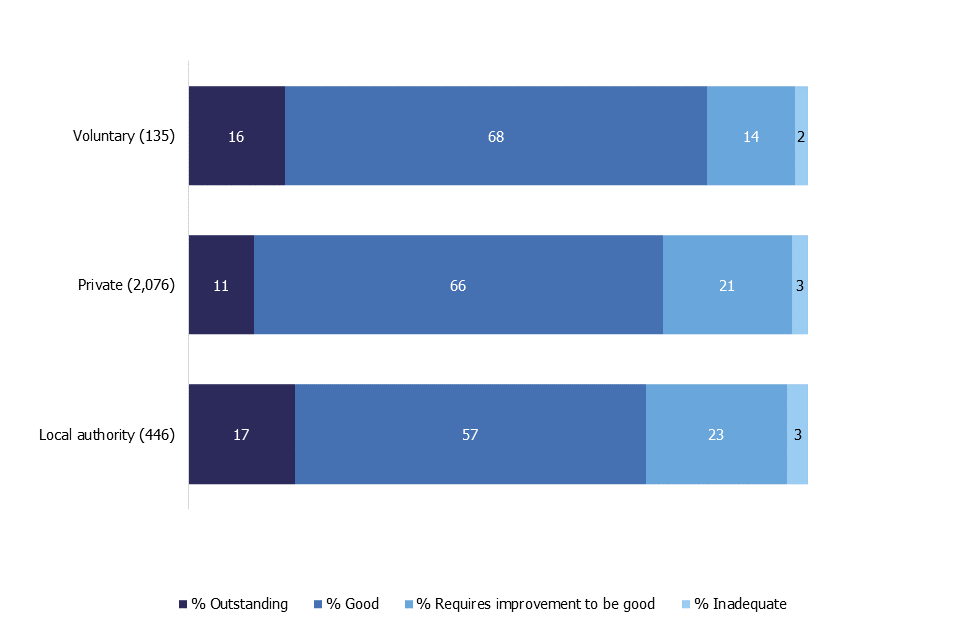 Voluntary (135) 16 68 14 2
Private (2,076) 11 66 21 3
Local authority (446) 17 57 23 3
% Outstanding % Good % Requires improvement to be good % Inadequate